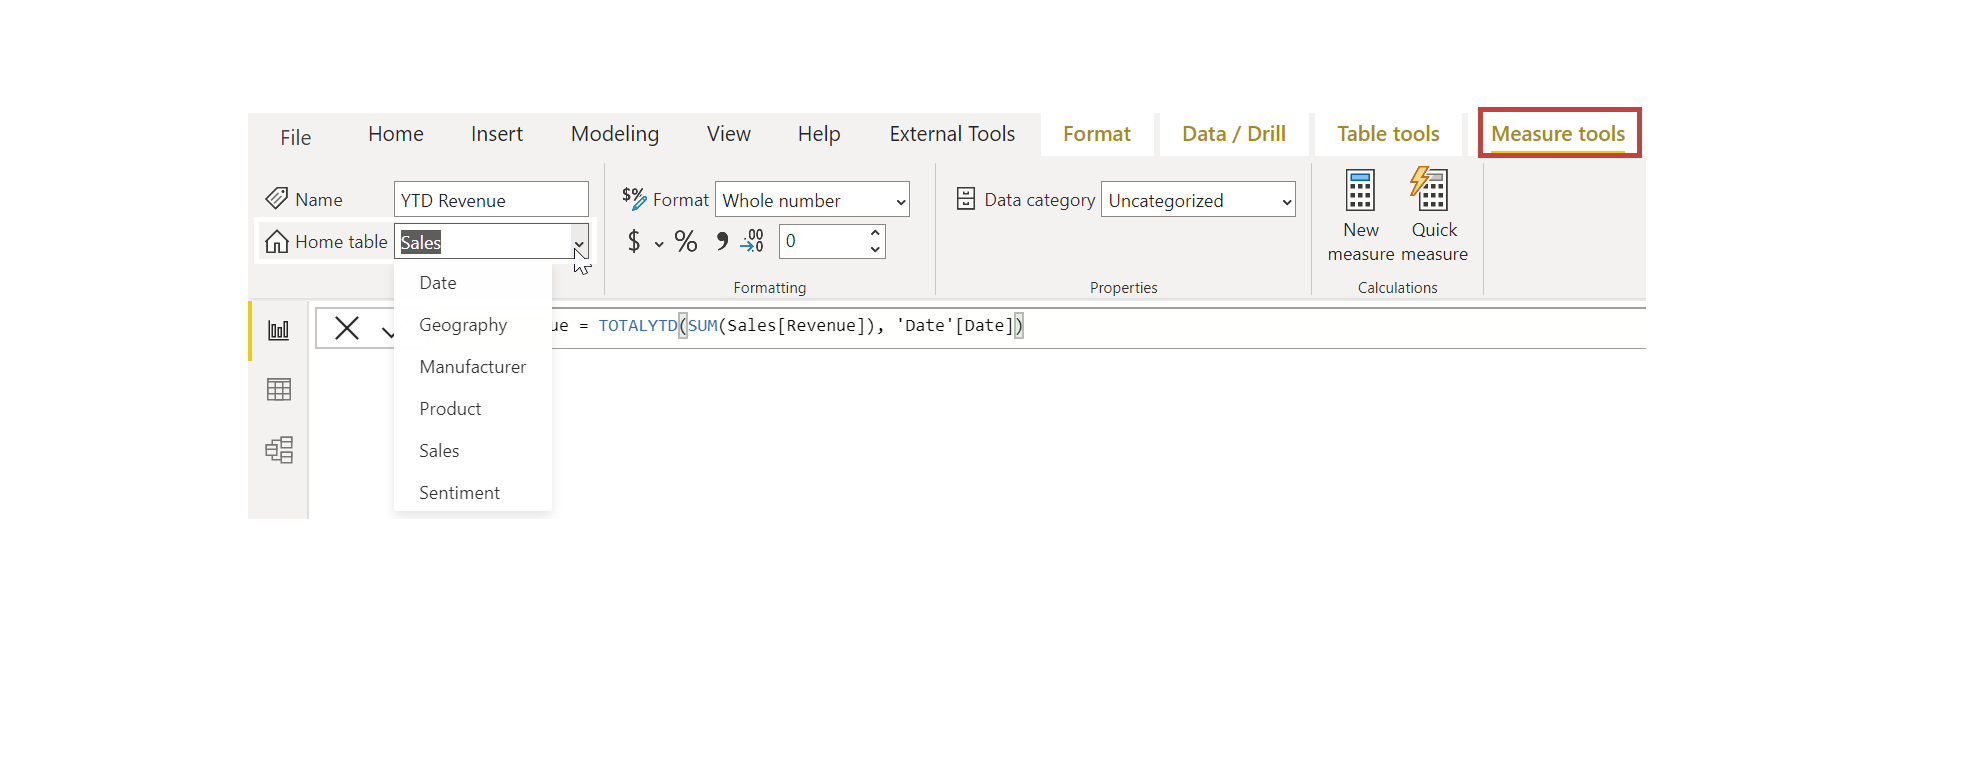 File Home Insert Modeling View Help External Tools Format Data / Drill Table tools Measure tools
Name YTD Revenue
$% Format Whole number
Data category Uncategorized
Home table Sales
$ % , .00 →.0 0
New measure
Quick measure
Formatting
Properties
Calculations
ue = TOTALYTD(SUM(Sales[Revenue]), 'Date'[Date])
Date
Geography
Manufacturer
Product
Sales
Sentiment